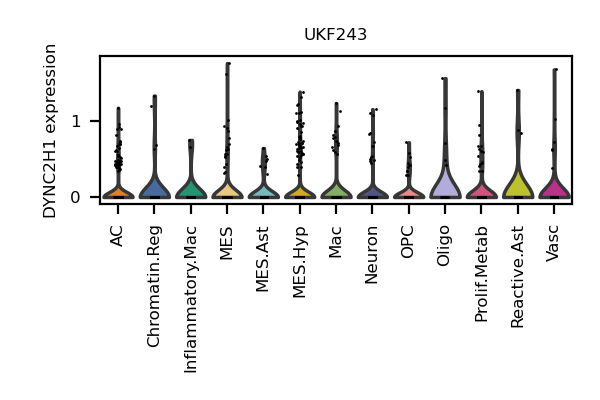 UKF243
DYNC2H1 expression
1
0
AC
Chromatin.Reg
Inflammatory.Mac
MES
MES.Ast
MES.Hyp
Mac
Neuron
OPC
Oligo
Prolif.Metab
Reactive.Ast
Vasc